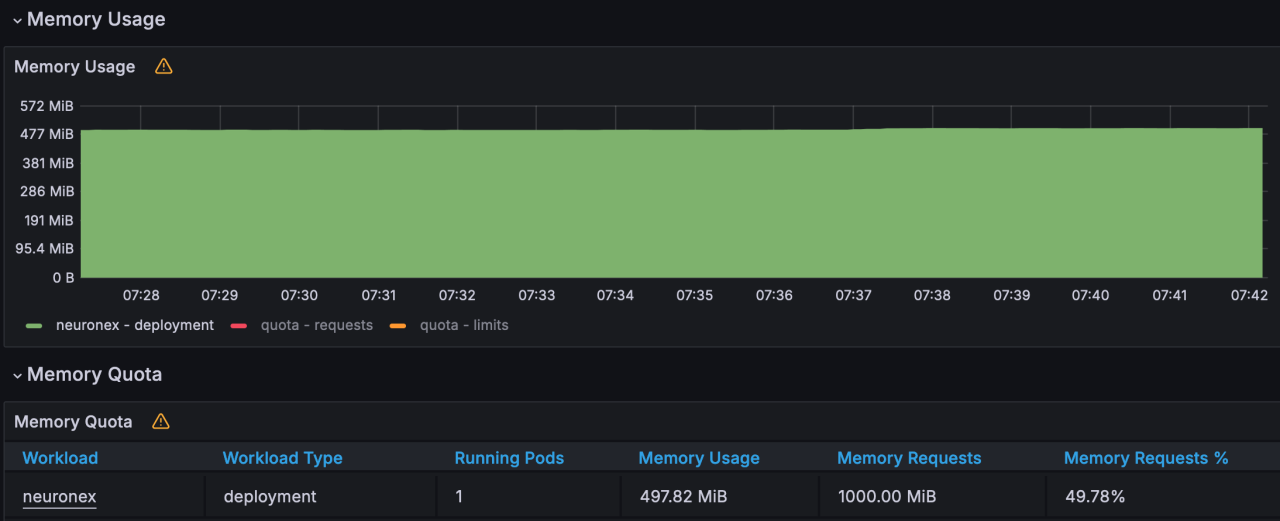 Memory Usage
Memory Usage
572 MiB
477 MiB
381 MiB
286 MiB
191 MiB
95.4 MiB
0 B
07:28 07:29 07:30 07:31 07:32 07:33 07:34 07:35 07:36 07:37 07:38 07:39 07:40 07:41 07:42
neuronex - deployment quota - requests quota - limits
Memory Quota
Memory Quota
Workload Workload Type Running Pods Memory Usage Memory Requests Memory Requests %
neuronex deployment 1 497.82 MiB 1000.00 MiB 49.78%